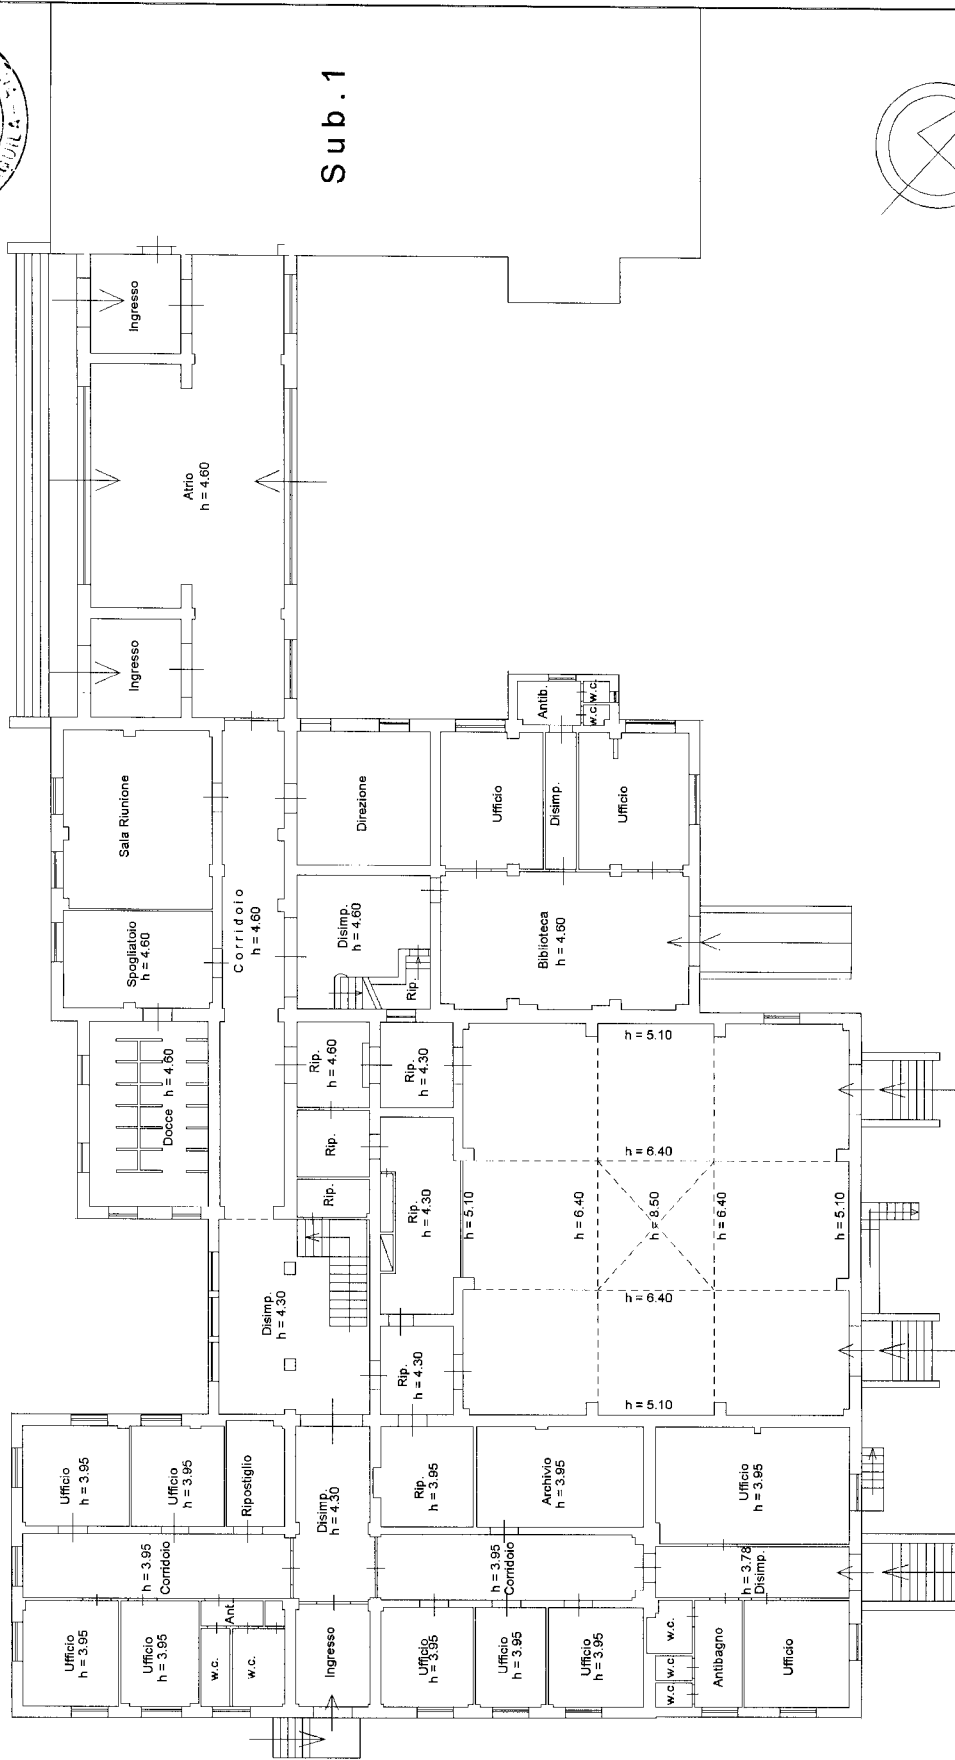 Sub.1
QUILA
Ingresso
Atrio
h = 4.60
Ingresso
Sala Riunione
Spogliatoio
h = 4.60
Docce
h = 4.60
Corridoio
h = 4.60
Direzione
Disimp.
h = 4.60
Rip.
Antib.
w.c.
w.c.
Ufficio
Disimp.
Ufficio
Biblioteca
h = 4.60
Rip.
h = 4.60
Rip.
Rip.
Rip.
h = 4.30
Rip.
h = 4.30
Rip.
h = 4.30
Disimp.
h = 4.30
h = 5.10
h = 6.40
h = 5.10
h = 6.40
h = 8.50
h = 6.40
h = 5.10
h = 6.40
h = 5.10
Ufficio
h = 3.95
Ufficio
h = 3.95
Ripostiglio
Disimp.
h = 4.30
Rip.
h = 3.95
Archivio
h = 3.95
Ufficio
h = 3.95
h = 3.95
Corridoio
h = 3.95
Corridoio
h = 3.78
Disimp.
Ufficio
h = 3.95
Ufficio
h = 3.95
Ant.
w.c.
w.c.
Ingresso
Ufficio
h = 3.95
Ufficio
h = 3.95
Ufficio
h = 3.95
w.c.
w.c.
w.c.
Antibagno
Ufficio